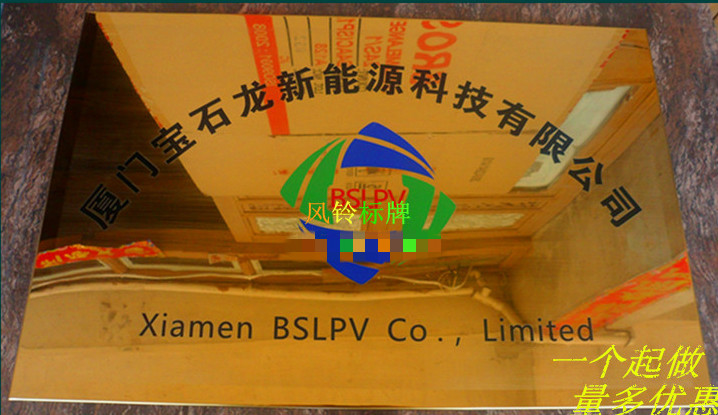 厦门宝石龙新能源科技有限公司
BSLPV
风铃标牌
Xiamen BSLPV Co., Limited
一个起做
量多优惠